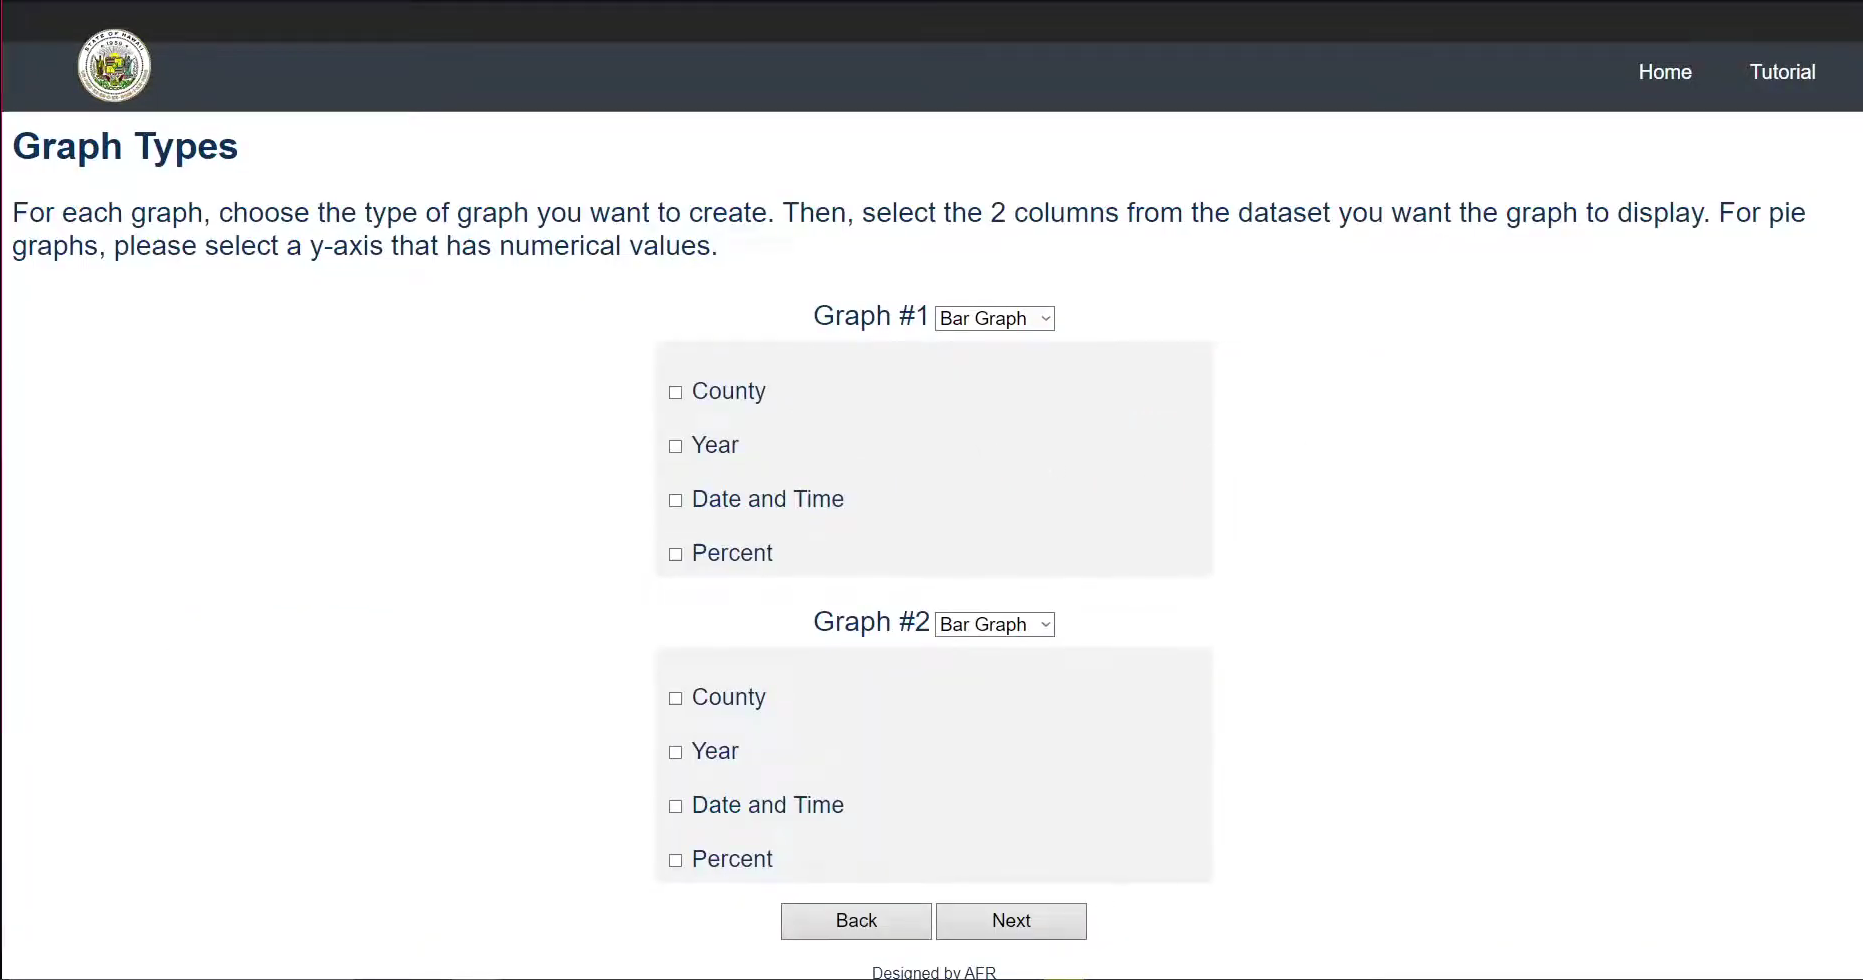 STATE OF HAWAII
1959
Home
Tutorial
Graph Types
For each graph, choose the type of graph you want to create. Then, select the 2 columns from the dataset you want the graph to display. For pie
graphs, please select a y-axis that has numerical values.
Graph #1 Bar Graph
County
Year
Date and Time
Percent
Graph #2 Bar Graph
County
Year
Date and Time
Percent
Back
Next
Designed by AFR